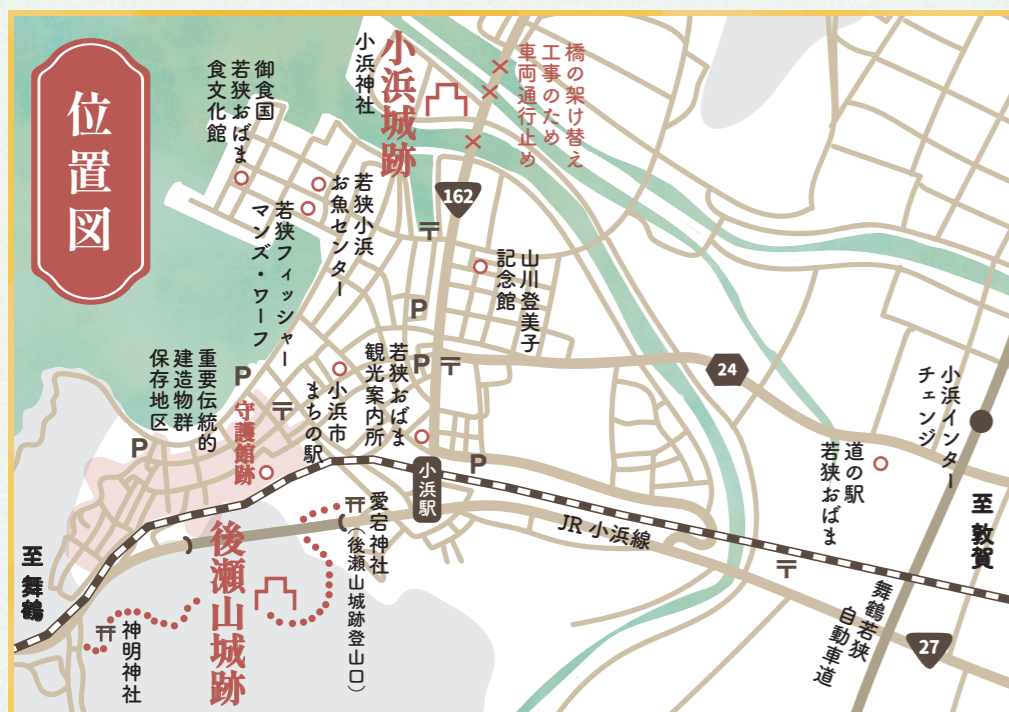 位置図
御食国
若狭おばま
食文化館
小浜神社
小浜城跡
橋の架け替え
工事のため
車両通行止め
162
若狭小浜
お魚センター
若狭フィッシャー
マンズ・ワーフ
山川登美子
記念館
P
P
P
P
P
重要伝統的
建造物群
保存地区
守護館跡
小浜市
まちの駅
若狭おばま
観光案内所
24
小浜インター
チェンジ
道の駅
若狭おばま
小浜駅
JR 小浜線
至 敦賀
至 舞鶴
愛宕神社
(後瀬山城跡登山口)
後瀬山城跡
神明神社
舞鶴若狭
自動車道
27